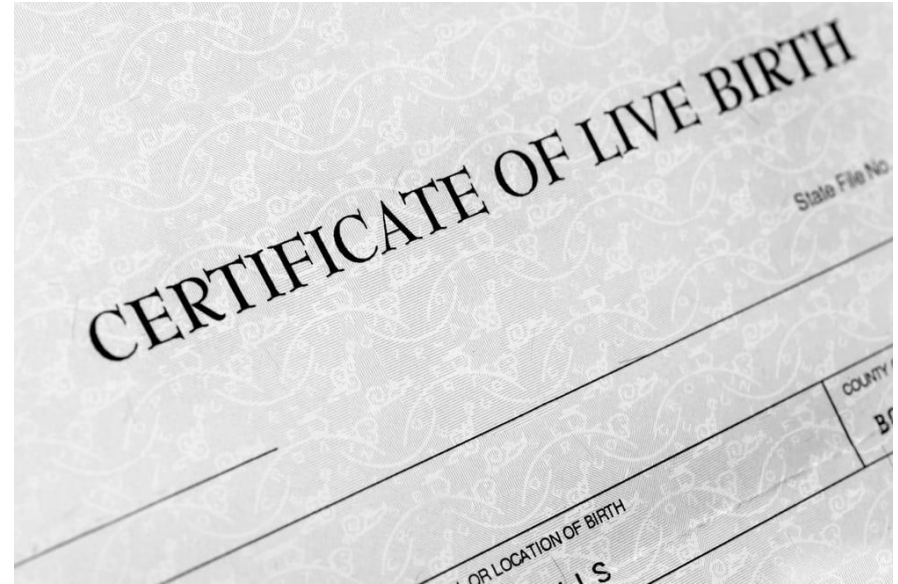 CERTIFICATE OF LIVE BIRTH
State File No.
COUNTY
OR LOCATION OF BIRTH